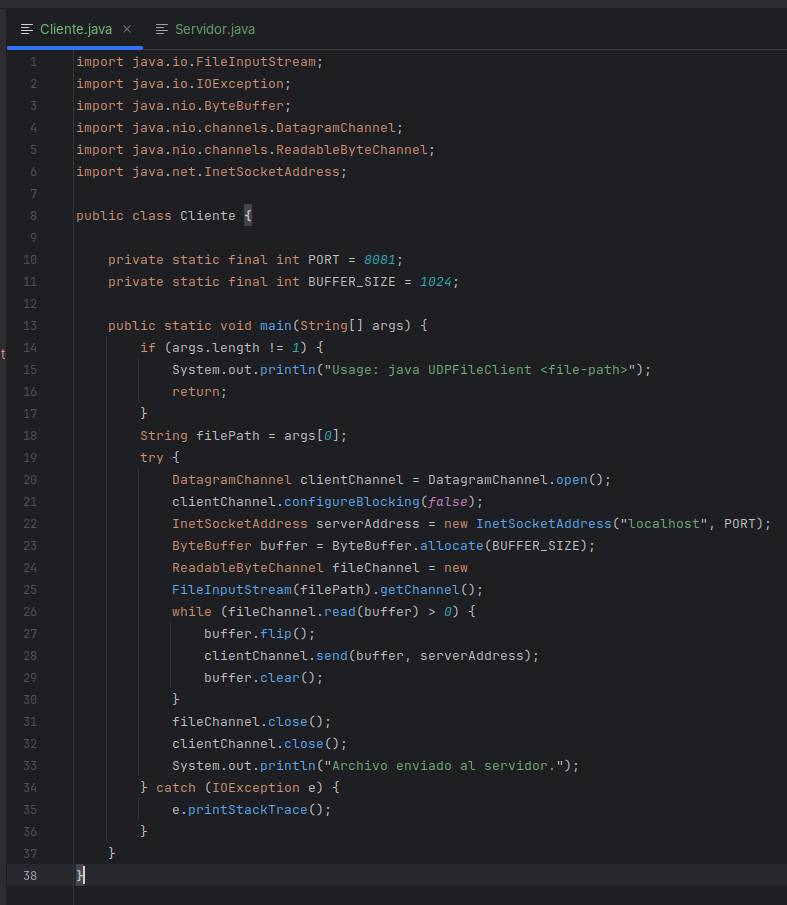 Cliente.java × Servidor.java
1 import java.io.FileInputStream;
2 import java.io.IOException;
3 import java.nio.ByteBuffer;
4 import java.nio.channels.DatagramChannel;
5 import java.nio.channels.ReadableByteChannel;
6 import java.net.InetSocketAddress;
7
8 public class Cliente {
9
10     private static final int PORT = 8081;
11     private static final int BUFFER_SIZE = 1024;
12
13     public static void main(String[] args) {
14         if (args.length != 1) {
15             System.out.println("Usage: java UDPFileClient <file-path>");
16             return;
17         }
18         String filePath = args[0];
19         try {
20             DatagramChannel clientChannel = DatagramChannel.open();
21             clientChannel.configureBlocking(false);
22             InetSocketAddress serverAddress = new InetSocketAddress("localhost", PORT);
23             ByteBuffer buffer = ByteBuffer.allocate(BUFFER_SIZE);
24             ReadableByteChannel fileChannel = new
25             FileInputStream(filePath).getChannel();
26             while (fileChannel.read(buffer) > 0) {
27                 buffer.flip();
28                 clientChannel.send(buffer, serverAddress);
29                 buffer.clear();
30             }
31             fileChannel.close();
32             clientChannel.close();
33             System.out.println("Archivo enviado al servidor.");
34         } catch (IOException e) {
35             e.printStackTrace();
36         }
37     }
38 }